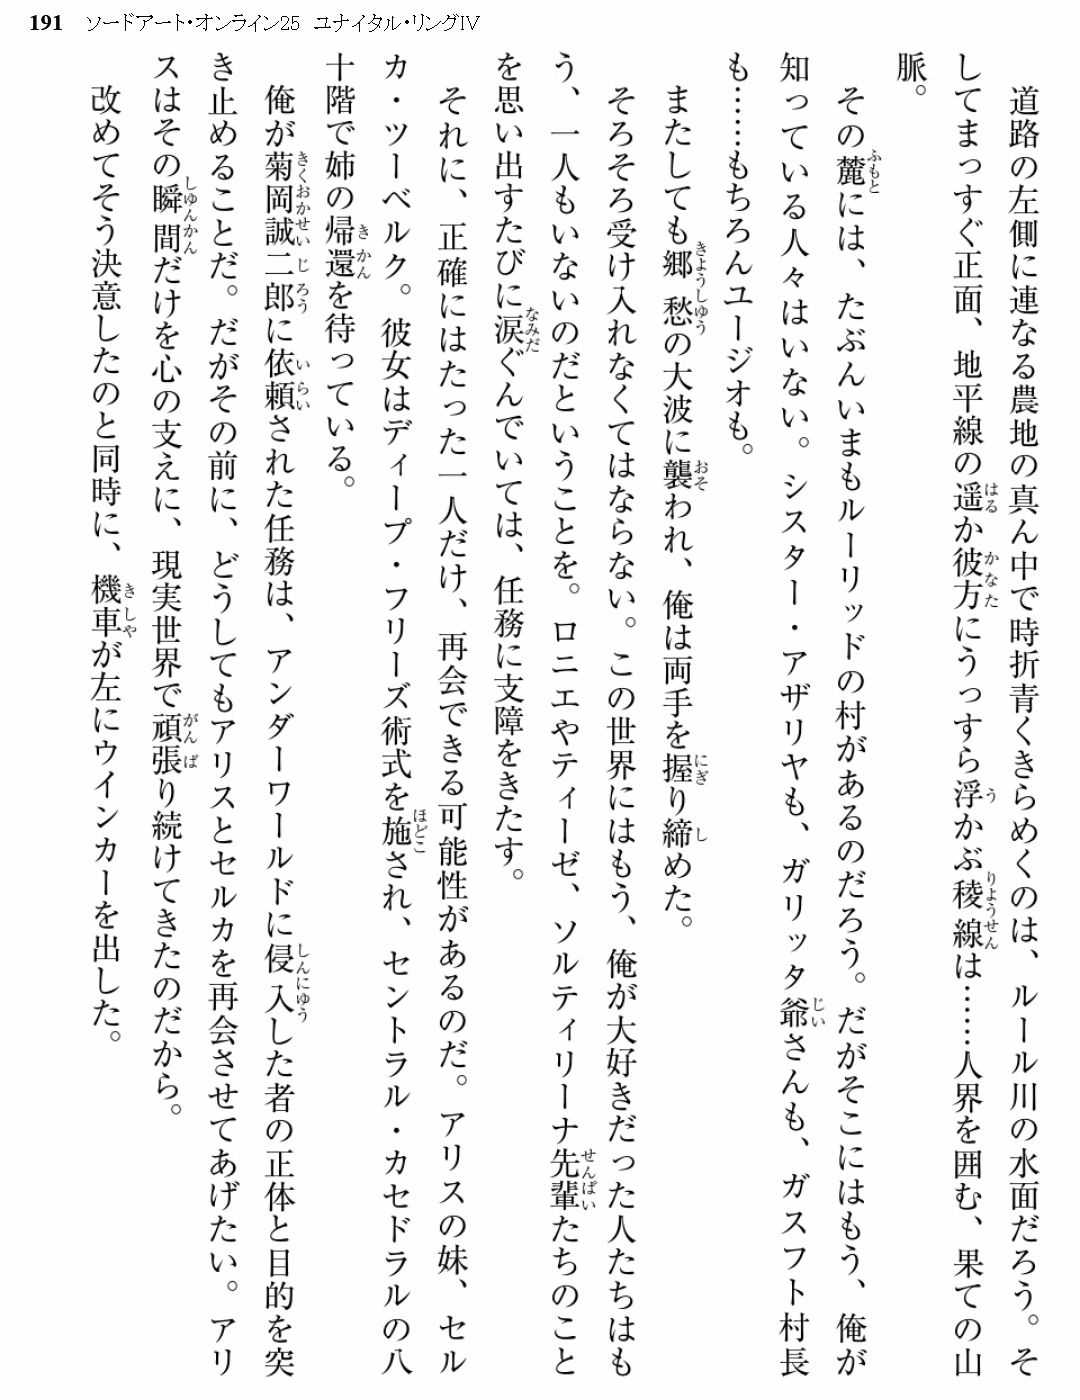 191 ソードアート・オンライン25 ユナイタル・リングIV
道路の左側に連なる農地の真ん中で時折青くきらめくのは、ルール川の水面だろう。そ
してまっすぐ正面、地平線の遥か彼方にうっすら浮かぶ稜線は……人界を囲む、果ての山
脈。
その麓には、たぶんいまもルーリッドの村があるのだろう。だがそこにはもう、俺が
知っている人々はいない。シスター・アザリヤも、ガリッタ爺さんも、ガスフト村長
も……もちろんユージオも。
またしても郷愁の大波に襲われ、俺は両手を握り締めた。
そろそろ受け入れなくてはならない。この世界にはもう、俺が大好きだった人たちはも
う、一人もいないのだということを。ロニエやティーゼ、ソルティリーナ先輩たちのこと
を思い出すたびに涙ぐんでいては、任務に支障をきたす。
それに、正確にはたった一人だけ、再会できる可能性があるのだ。アリスの妹、セル
カ・ツーベルク。彼女はディープ・フリーズ術式を施され、セントラル・カセドラルの八
十階で姉の帰還を待っている。
俺が菊岡誠二郎に依頼された任務は、アンダーワールドに侵入した者の正体と目的を突
き止めることだ。だがその前に、どうしてもアリスとセルカを再会させてあげたい。アリ
スはその瞬間だけを心の支えに、現実世界で頑張り続けてきたのだから。
改めてそう決意したのと同時に、機車が左にウインカーを出した。